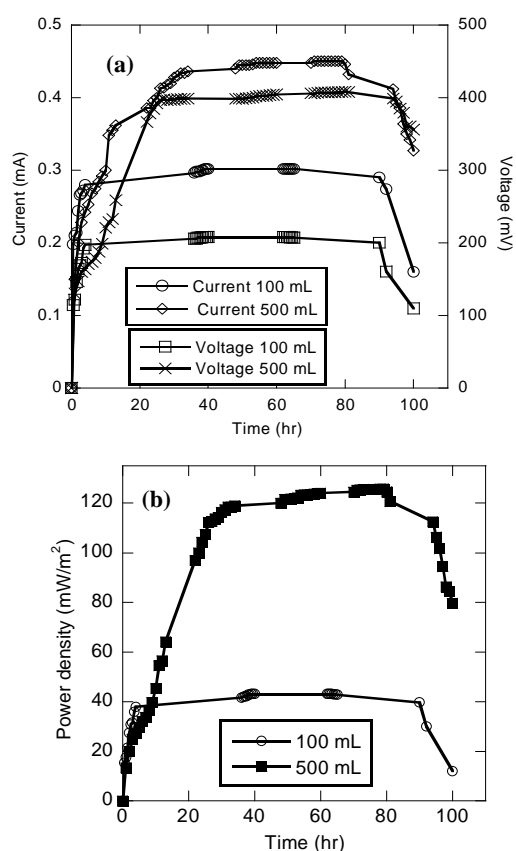 (a)
0.5
0.4
0.3
0.2
0.1
0
Current (mA)
500
400
300
200
100
0
Voltage (mV)
0
20
40
60
80
100
Time (hr)
Current 100 mL
Current 500 mL
Voltage 100 mL
Voltage 500 mL
(b)
120
100
80
60
40
20
0
Power density (mW/m²)
0
20
40
60
80
100
Time (hr)
100 mL
500 mL